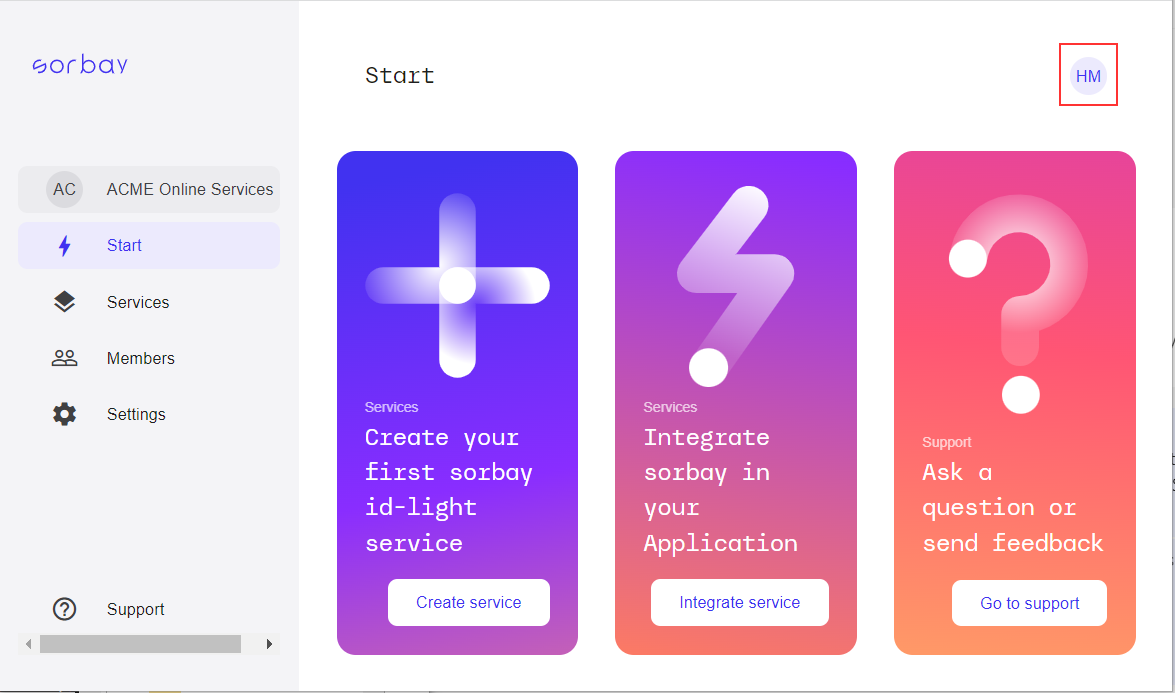 sorbay
Start
HM
AC
ACME Online Services
Start
Services
Members
Settings
Support
Services
Create your
first sorbay
id-light
service
Create service
Services
Integrate
sorbay in
your
Application
Integrate service
Support
Ask a
question or
send feedback
Go to support